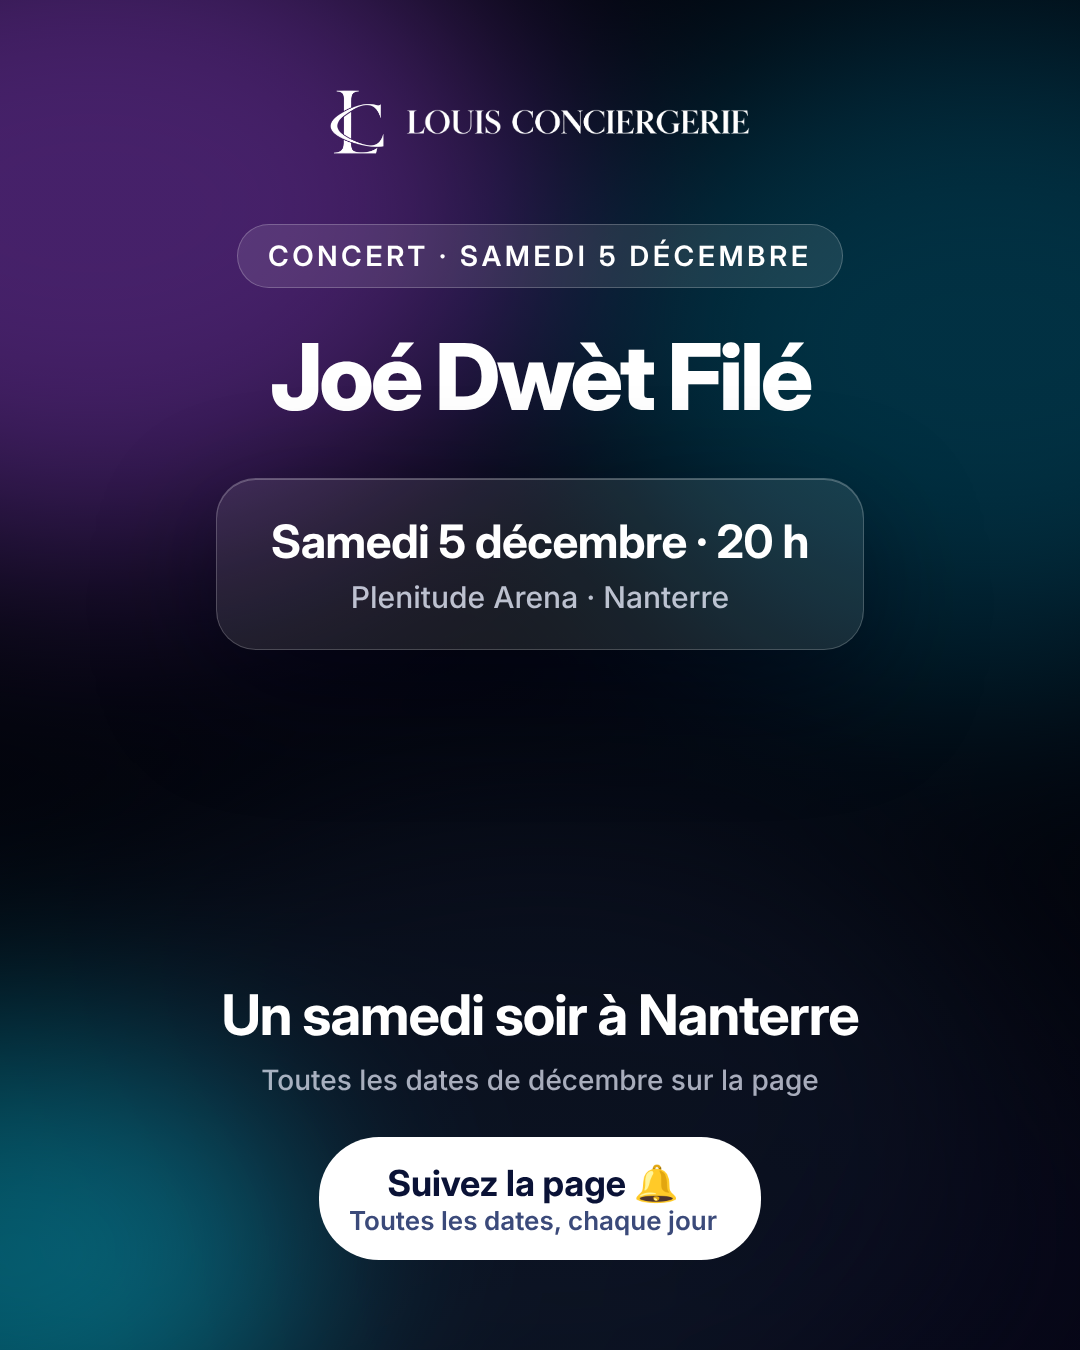 LOUIS CONCIERGERIE
CONCERT · SAMEDI 5 DÉCEMBRE
Joé Dwèt Filé
Samedi 5 décembre · 20 h
Plenitude Arena · Nanterre
Un samedi soir à Nanterre
Toutes les dates de décembre sur la page
Suivez la page 🔔
Toutes les dates, chaque jour